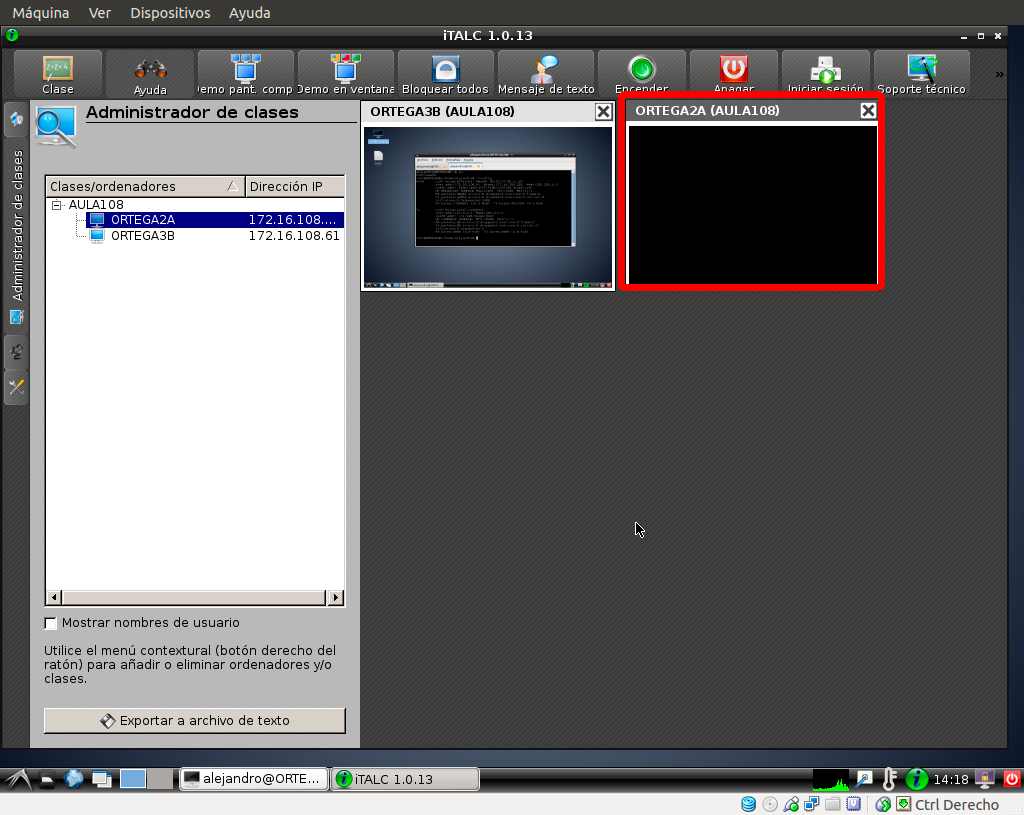 Máquina Ver Dispositivos Ayuda
iTALC 1.0.13
Clase
Ayuda
emo pant. comp
Demo en ventana
Bloquear todos
Mensaje de texto
Encender
Apagar
Iniciar sesión
Soporte técnico
»
Administrador de clases
Administrador de clases
Clases/ordenadores Dirección IP
AULA108
ORTEGA2A 172.16.108....
ORTEGA3B 172.16.108.61
Mostrar nombres de usuario
Utilice el menú contextural (botón derecho del
ratón) para añadir o eliminar ordenadores y/o
clases.
Exportar a archivo de texto
ORTEGA3B (AULA108)
ORTEGA2A (AULA108)
alejandro@ORTE...
iTALC 1.0.13
14:18
Ctrl Derecho